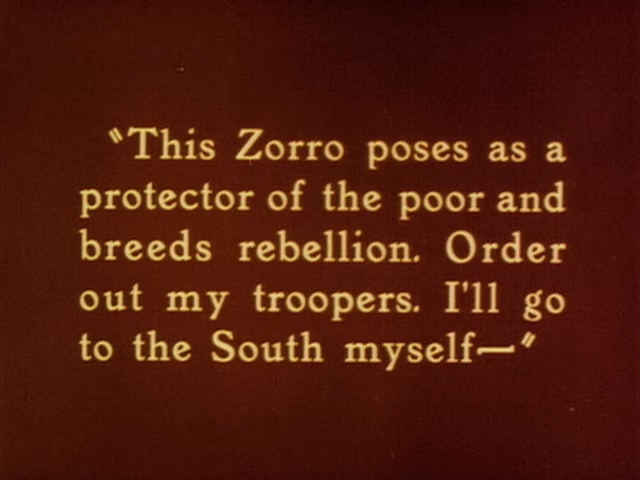 "This Zorro poses as a
protector of the poor and
breeds rebellion. Order
out my troopers. I'll go
to the South myself—"